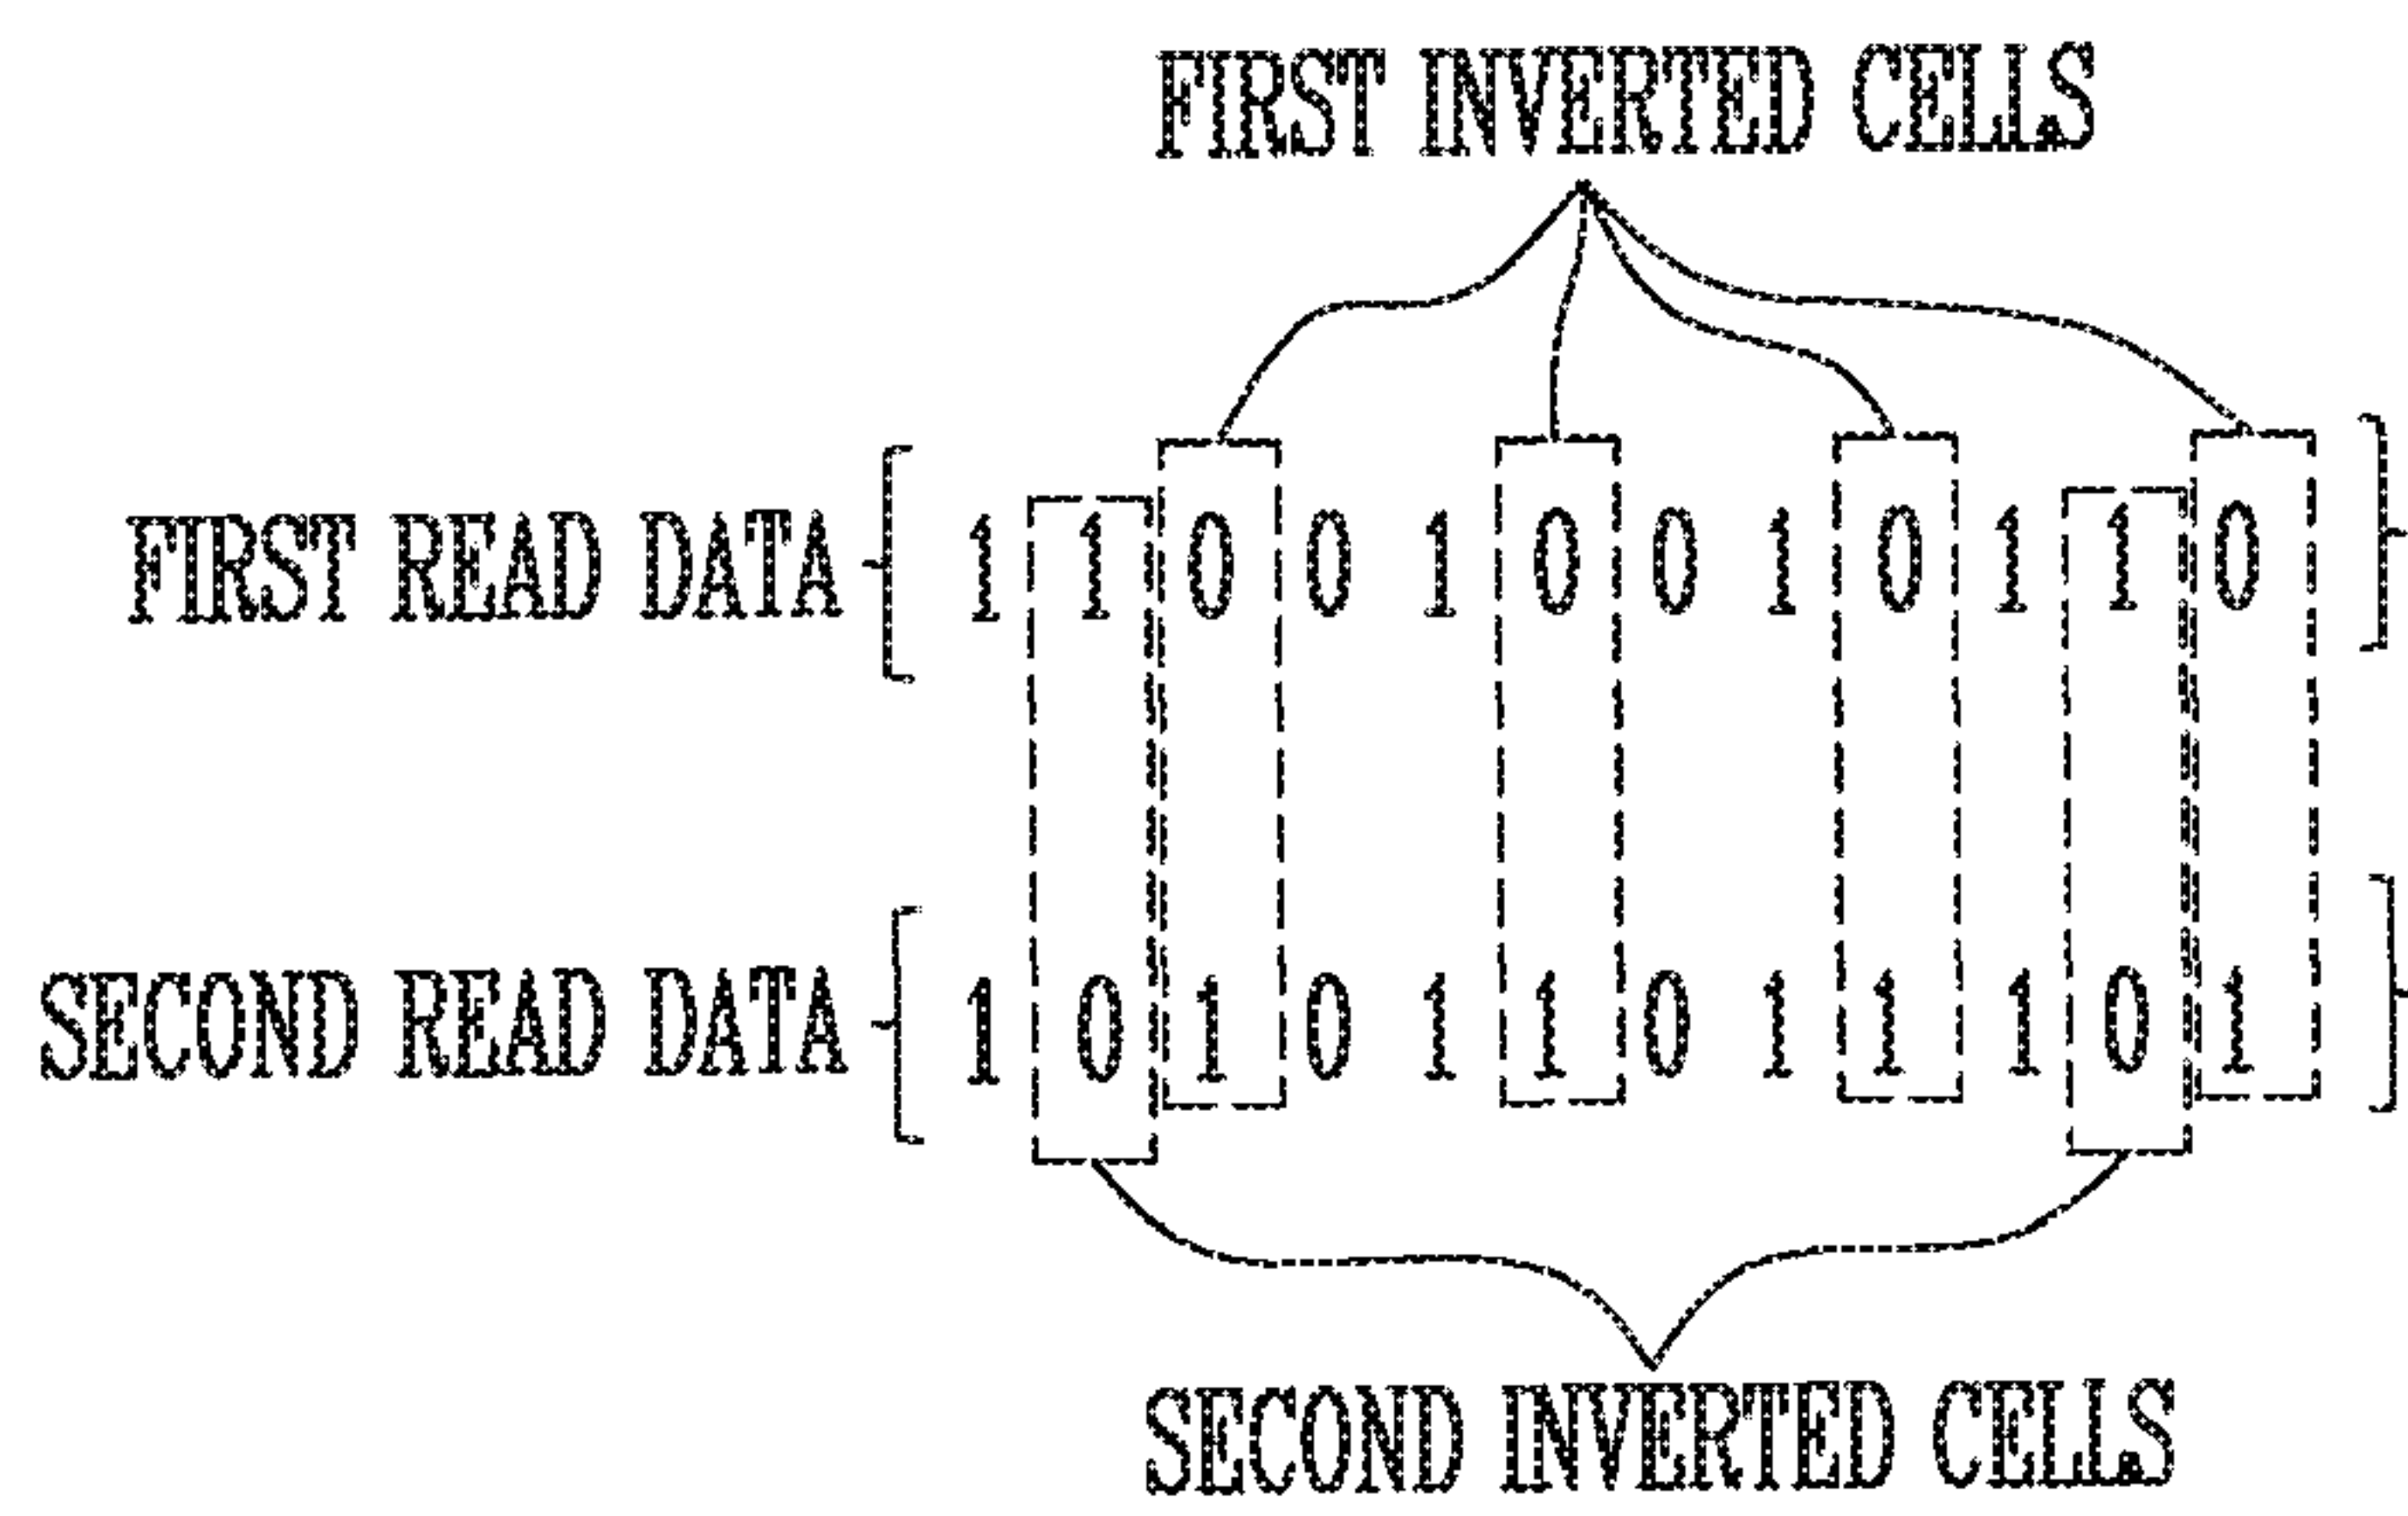 FIRST INVERTED CELLS
FIRST READ DATA 1 1 0 0 1 0 0 1 0 1 1 0
SECOND READ DATA 1 0 1 0 1 1 0 1 1 1 0 1
SECOND INVERTED CELLS